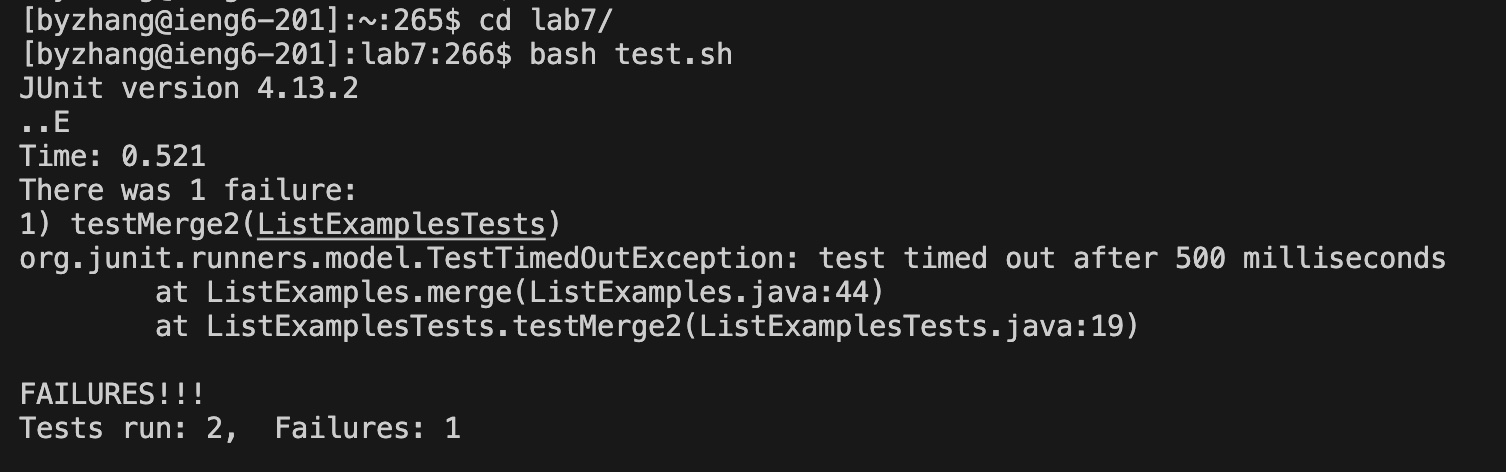 [byzhang@ieng6-201]:~:265$ cd lab7/
[byzhang@ieng6-201]:lab7:266$ bash test.sh
JUnit version 4.13.2
..E
Time: 0.521
There was 1 failure:
1) testMerge2(ListExamplesTests)
org.junit.runners.model.TestTimedOutException: test timed out after 500 milliseconds
        at ListExamples.merge(ListExamples.java:44)
        at ListExamplesTests.testMerge2(ListExamplesTests.java:19)

FAILURES!!!
Tests run: 2,  Failures: 1